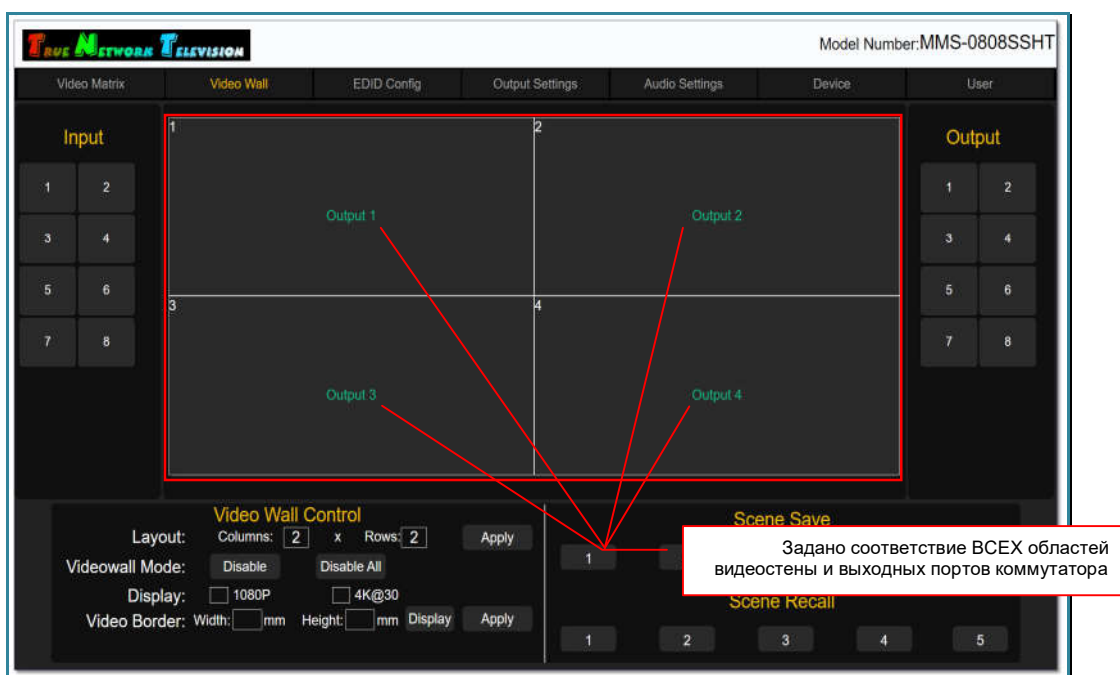 True Network Television
Model Number:MMS-0808SSHT
Video Matrix Video Wall EDID Config Output Settings Audio Settings Device User
Input
1 2
3 4
5 6
7 8
1 2
Output 1 Output 2
3 4
Output 3 Output 4
Output
1 2
3 4
5 6
7 8
Video Wall Control
Layout: Columns: 2 x Rows: 2 Apply
Videowall Mode: Disable Disable All
Display: 1080P 4K@30
Video Border: Width: mm Height: mm Display Apply
Scene Save
1
Задано соответствие ВСЕХ областей
видеостены и выходных портов коммутатора
Scene Recall
1 2 3 4 5